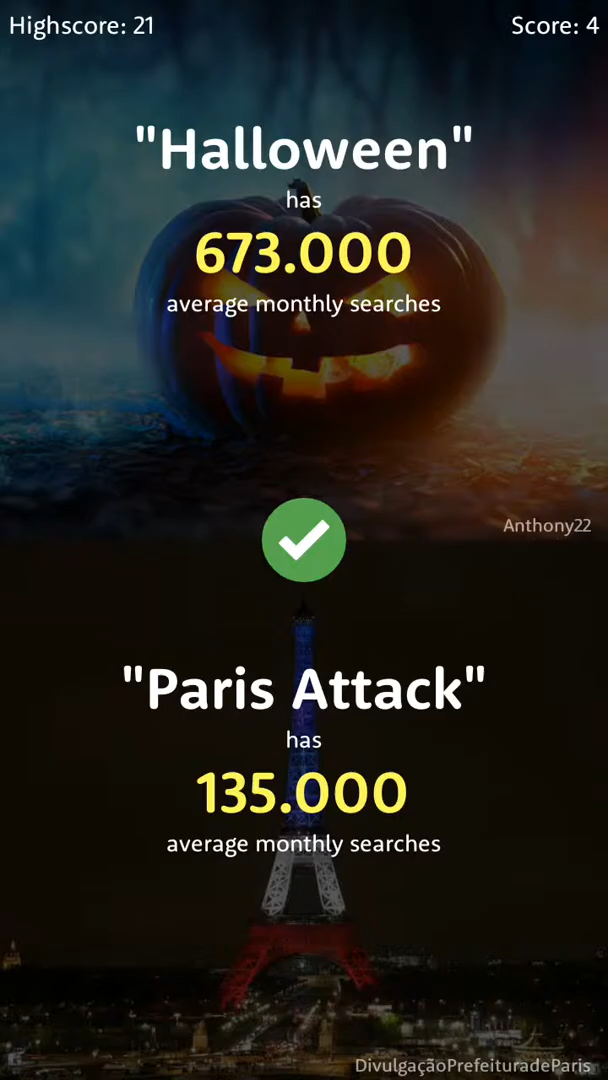 Highscore: 21
Score: 4
"Halloween"
has
673.000
average monthly searches
Anthony22
"Paris Attack"
has
135.000
average monthly searches
DivulgaçãoPrefeituradeParis